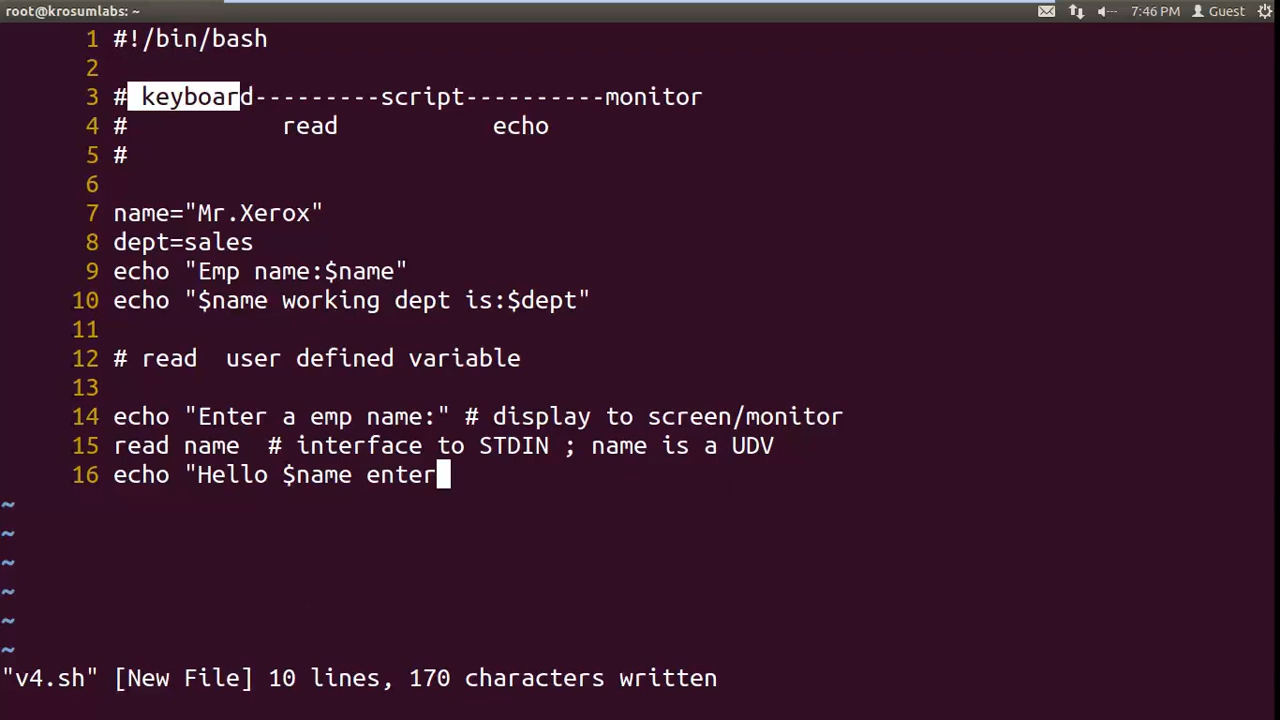 root@krosumlabs: ~ 7:46 PM Guest
1 #!/bin/bash
2
3 # keyboard---------script----------monitor
4 #           read           echo
5 #
6
7 name="Mr.Xerox"
8 dept=sales
9 echo "Emp name:$name"
10 echo "$name working dept is:$dept"
11
12 # read  user defined variable
13
14 echo "Enter a emp name:" # display to screen/monitor
15 read name  # interface to STDIN ; name is a UDV
16 echo "Hello $name enter
~
~
~
~
~
~
"v4.sh" [New File] 10 lines, 170 characters written